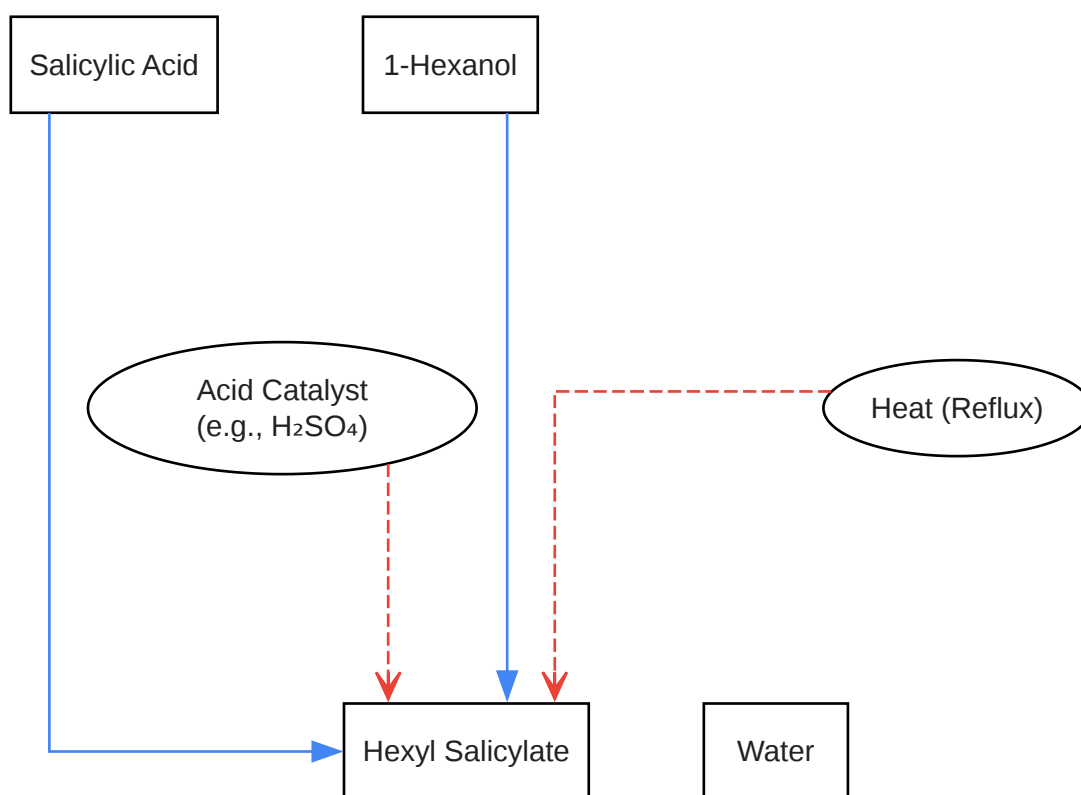 Salicylic Acid
1-Hexanol
Acid Catalyst
(e.g., H₂SO₄)
Heat (Reflux)
Hexyl Salicylate
Water